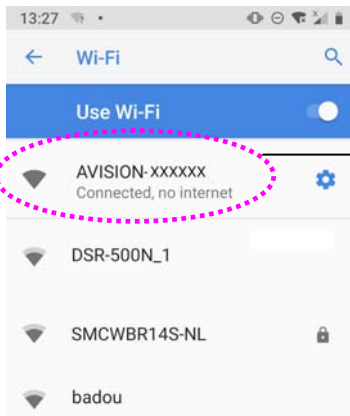 13:27
Wi-Fi
Use Wi-Fi
AVISION-XXXXXX
Connected, no internet
DSR-500N_1
SMCWBR14S-NL
badou